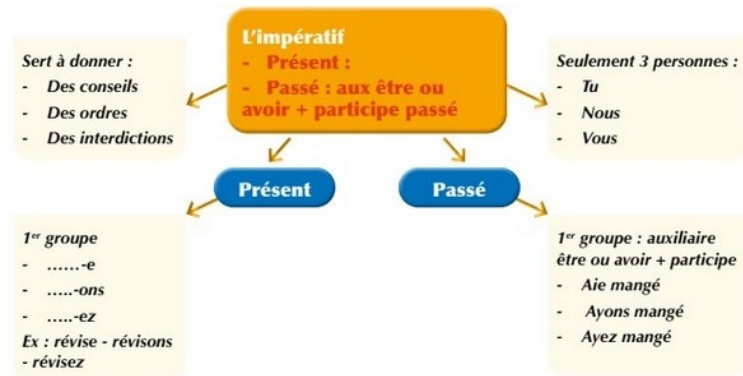 L'impératif
- Présent :
- Passé : aux être ou
avoir + participe passé
Sert à donner :
- Des conseils
- Des ordres
- Des interdictions
Seulement 3 personnes :
- Tu
- Nous
- Vous
Présent
Passé
1er groupe
- ......-e
- .....-ons
- .....-ez
Ex : révise - révisons
- révisez
1er groupe : auxiliaire
être ou avoir + participe
- Aie mangé
- Ayons mangé
- Ayez mangé